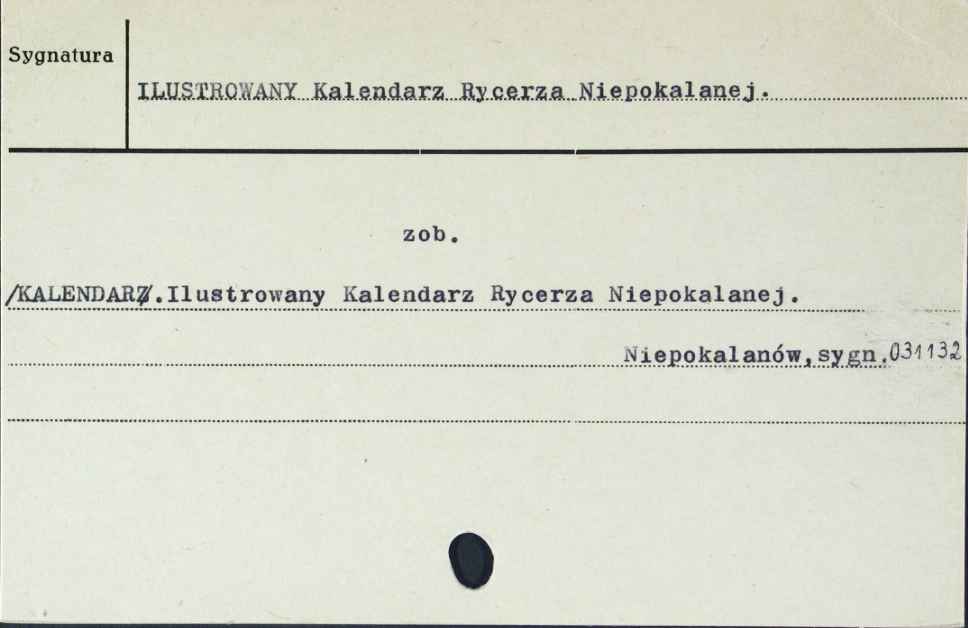 Sygnatura
ILUSTROWANY Kalendarz Rycerza Niepokalanej.
zob.
/KALENDARZ/.Ilustrowany Kalendarz Rycerza Niepokalanej.
Niepokalanów,sygn.031132